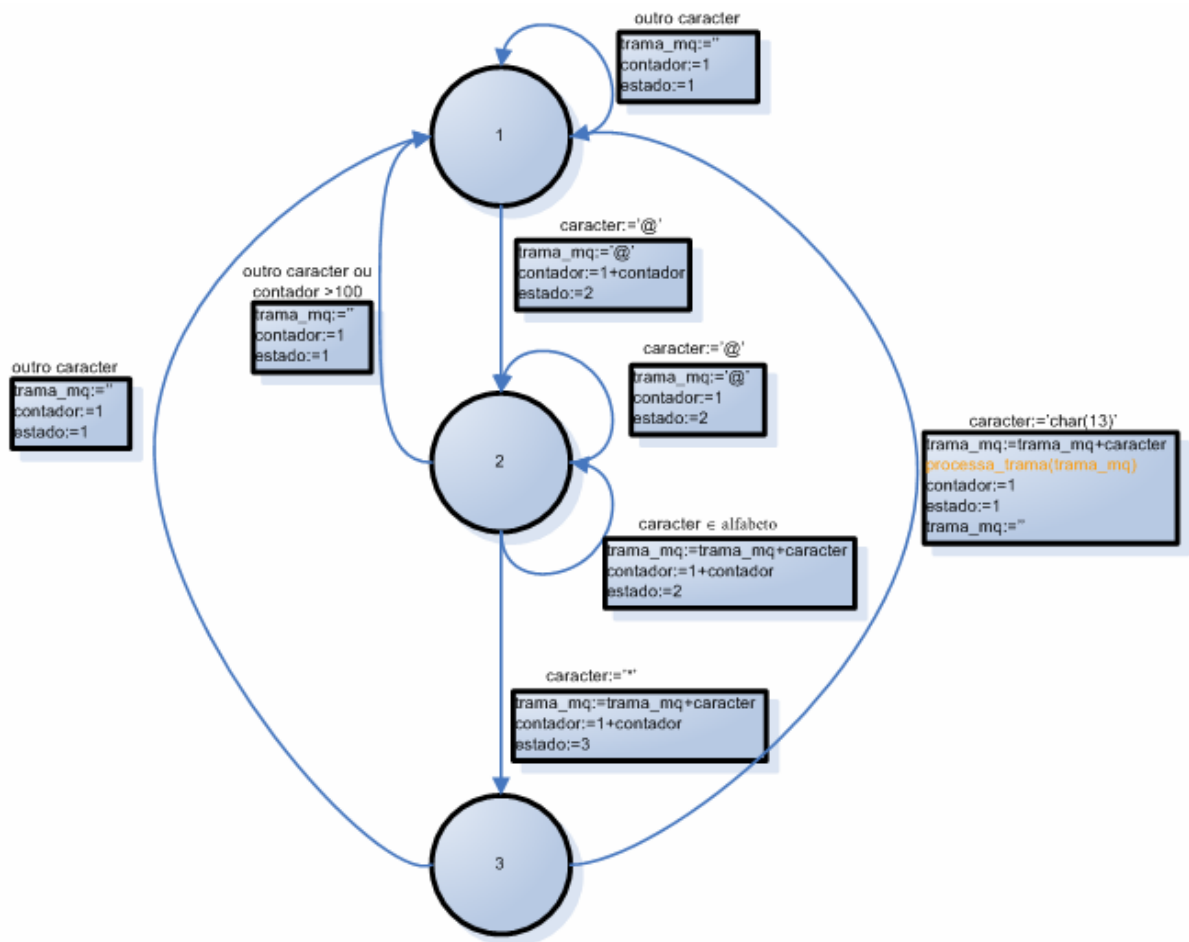 outro caracter
trama_mq:=''
contador:=1
estado:=1
1
caracter:='@'
trama_mq:='@'
contador:=1+contador
estado:=2
outro caracter ou
contador >100
trama_mq:=''
contador:=1
estado:=1
caracter:='@'
trama_mq:='@'
contador:=1
estado:=2
outro caracter
trama_mq:=''
contador:=1
estado:=1
2
caracter:='char(13)'
trama_mq:=trama_mq+caracter
processa_trama(trama_mq)
contador:=1
estado:=1
trama_mq:=''
caracter ∈ alfabeto
trama_mq:=trama_mq+caracter
contador:=1+contador
estado:=2
caracter:='*'
trama_mq:=trama_mq+caracter
contador:=1+contador
estado:=3
3